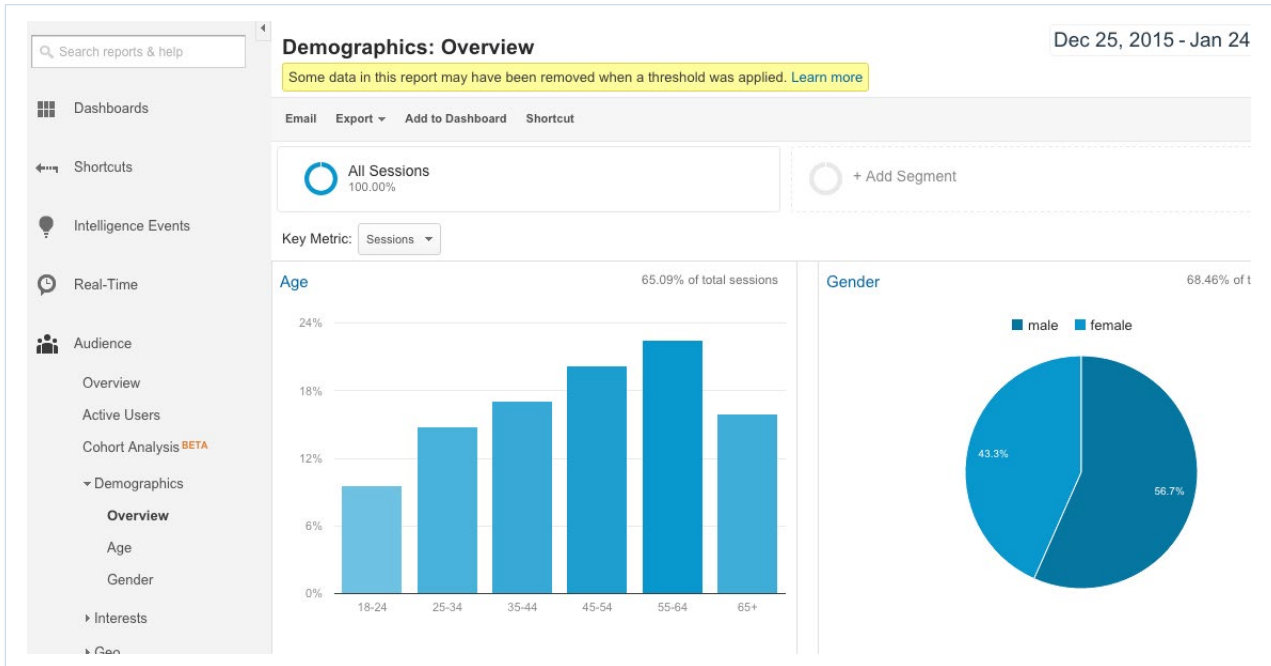 Search reports & help
Dashboards
Shortcuts
Intelligence Events
Real-Time
Audience
Overview
Active Users
Cohort Analysis BETA
Demographics
Overview
Age
Gender
Interests
Geo
Demographics: Overview
Dec 25, 2015 - Jan 24
Some data in this report may have been removed when a threshold was applied. Learn more
Email Export Add to Dashboard Shortcut
All Sessions
100.00%
+ Add Segment
Key Metric: Sessions
Age 65.09% of total sessions
24%
18%
12%
6%
0%
18-24 25-34 35-44 45-54 55-64 65+
Gender 68.46% of t
male female
43.3%
56.7%